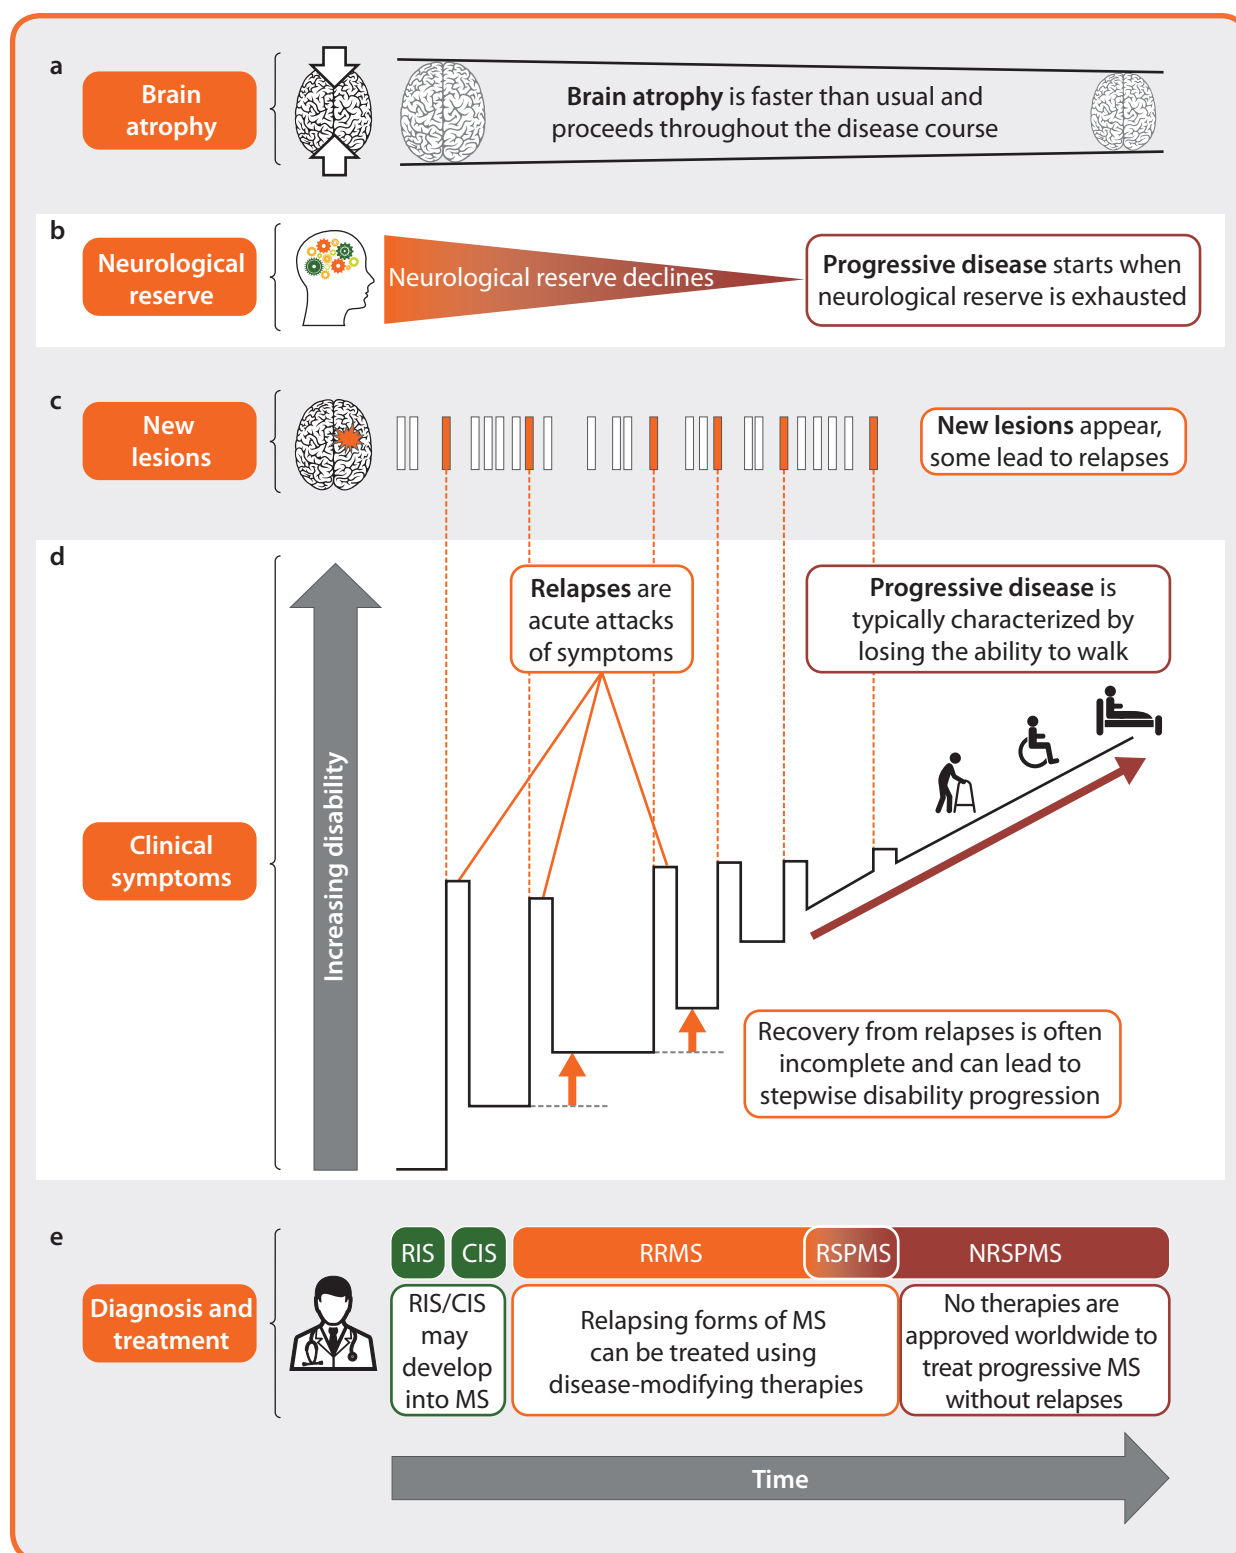 a
Brain
atrophy
Brain atrophy is faster than usual and
proceeds throughout the disease course
b
Neurological
reserve
Neurological reserve declines
Progressive disease starts when
neurological reserve is exhausted
c
New
lesions
New lesions appear,
some lead to relapses
d
Clinical
symptoms
Increasing disability
Relapses are
acute attacks
of symptoms
Progressive disease is
typically characterized by
losing the ability to walk
Recovery from relapses is often
incomplete and can lead to
stepwise disability progression
e
Diagnosis and
treatment
RIS
CIS
RRMS
RSPMS
NRSPMS
RIS/CIS
may
develop
into MS
Relapsing forms of MS
can be treated using
disease-modifying therapies
No therapies are
approved worldwide to
treat progressive MS
without relapses
Time